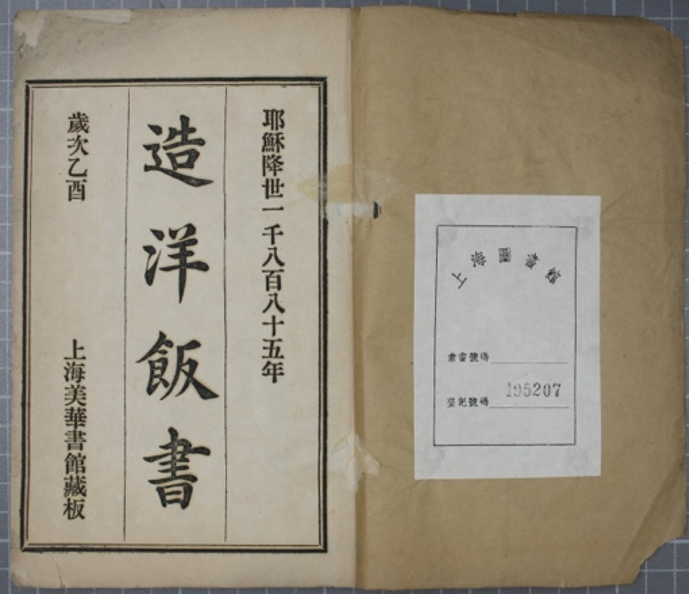 耶穌降世一千八百八十五年
造洋飯書
歲次乙酉
上海美華書館藏板
上海圖書館
索書號碼
登記號碼 195207